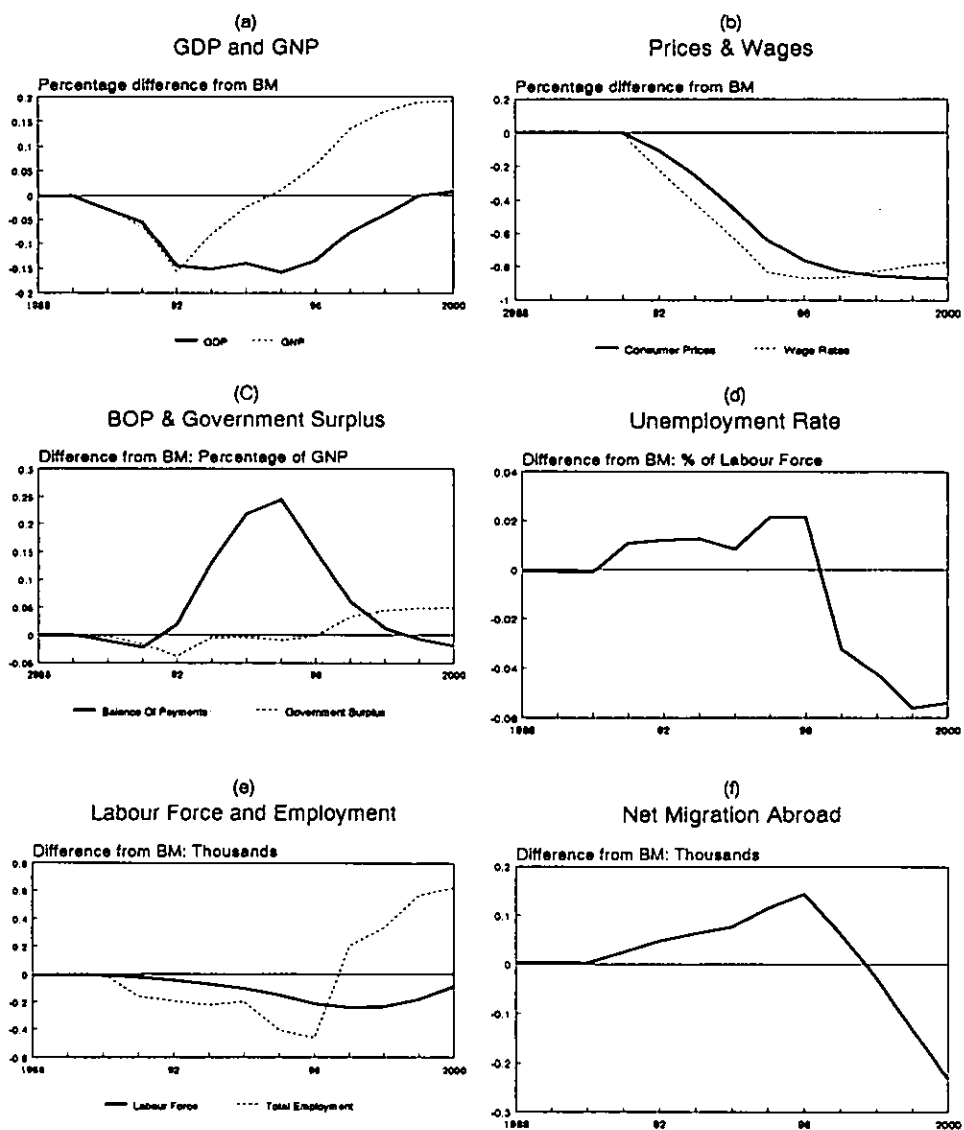 (a)
GDP and GNP
Percentage difference from BM
0.2
0.15
0.1
0.05
0
-0.05
-0.1
-0.15
-0.2
1988 92 96 2000
GDP GNP
(b)
Prices & Wages
Percentage difference from BM
0.2
0
-0.2
-0.4
-0.6
-0.8
-1
2988 92 96 2000
Consumer Prices Wage Rates
(C)
BOP & Government Surplus
Difference from BM: Percentage of GNP
0.3
0.25
0.2
0.15
0.1
0.05
0
-0.05
2988 92 96 2000
Balance Of Payments Government Surplus
(d)
Unemployment Rate
Difference from BM: % of Labour Force
0.04
0.02
0
-0.02
-0.04
-0.06
1988 92 96 2000
(e)
Labour Force and Employment
Difference from BM: Thousands
0.8
0.6
0.4
0.2
0
-0.2
-0.4
-0.6
1988 92 96 2000
Labour Force Total Employment
(f)
Net Migration Abroad
Difference from BM: Thousands
0.2
0.1
0
-0.1
-0.2
-0.3
1988 92 96 2000